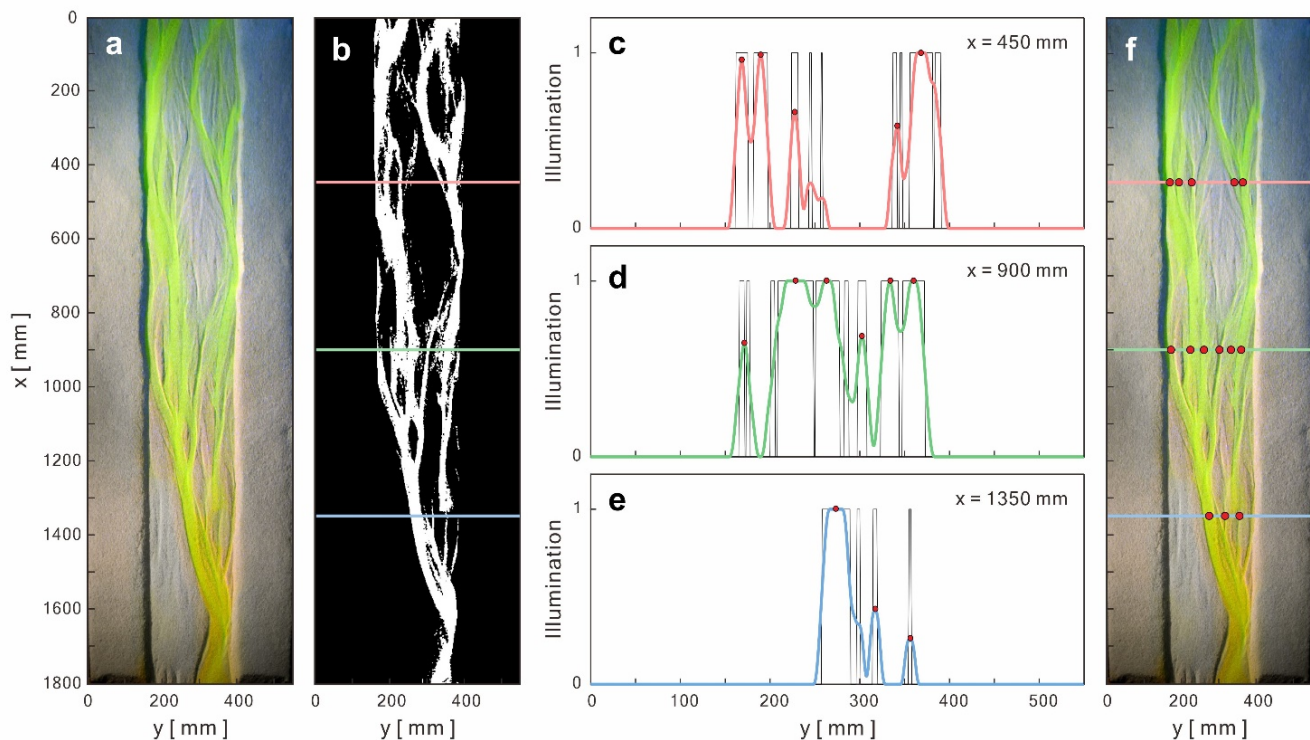 a
b
c
d
e
f
x = 450 mm
x = 900 mm
x = 1350 mm
Illumination
1
0
Illumination
1
0
Illumination
1
0
0
100
200
300
400
500
y [ mm ]
x [ mm ]
0
200
400
600
800
1000
1200
1400
1600
1800
0
200
400
y [ mm ]
0
200
400
y [ mm ]
0
200
400
y [ mm ]